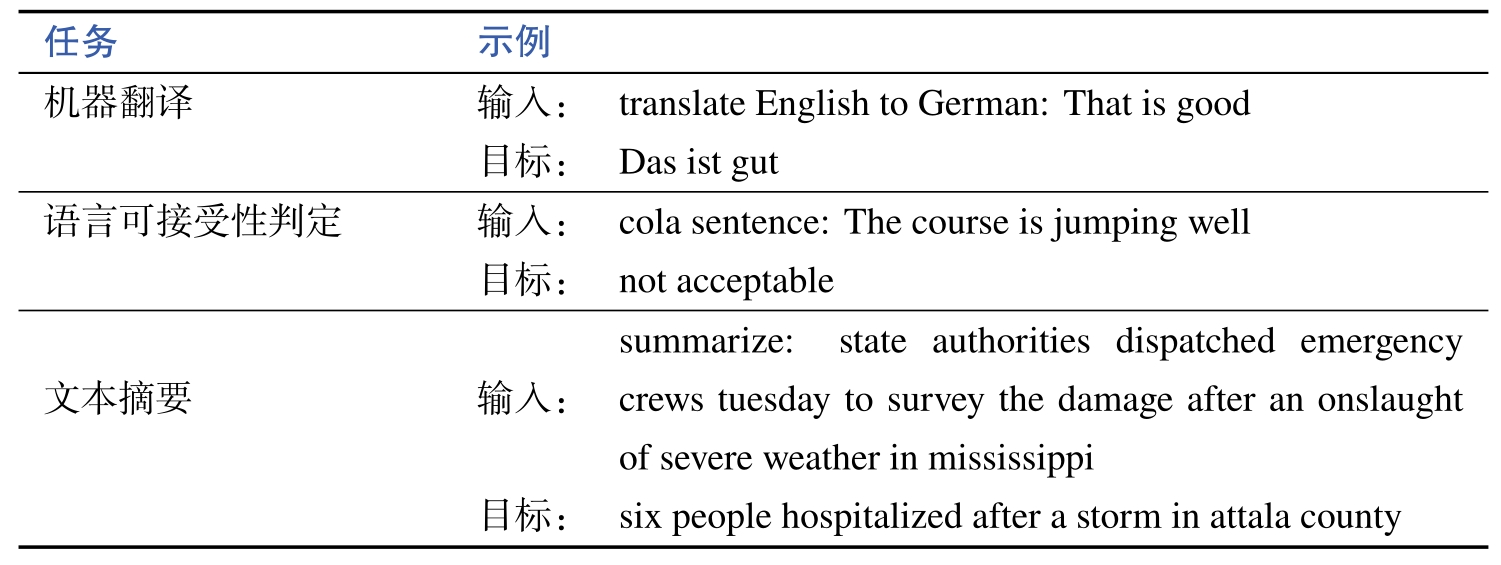 任务 示例
机器翻译 输入: translate English to German: That is good
目标: Das ist gut
语言可接受性判定 输入: cola sentence: The course is jumping well
目标: not acceptable
summarize: state authorities dispatched emergency
文本摘要 输入: crews tuesday to survey the damage after an onslaught
of severe weather in mississippi
目标: six people hospitalized after a storm in attala county